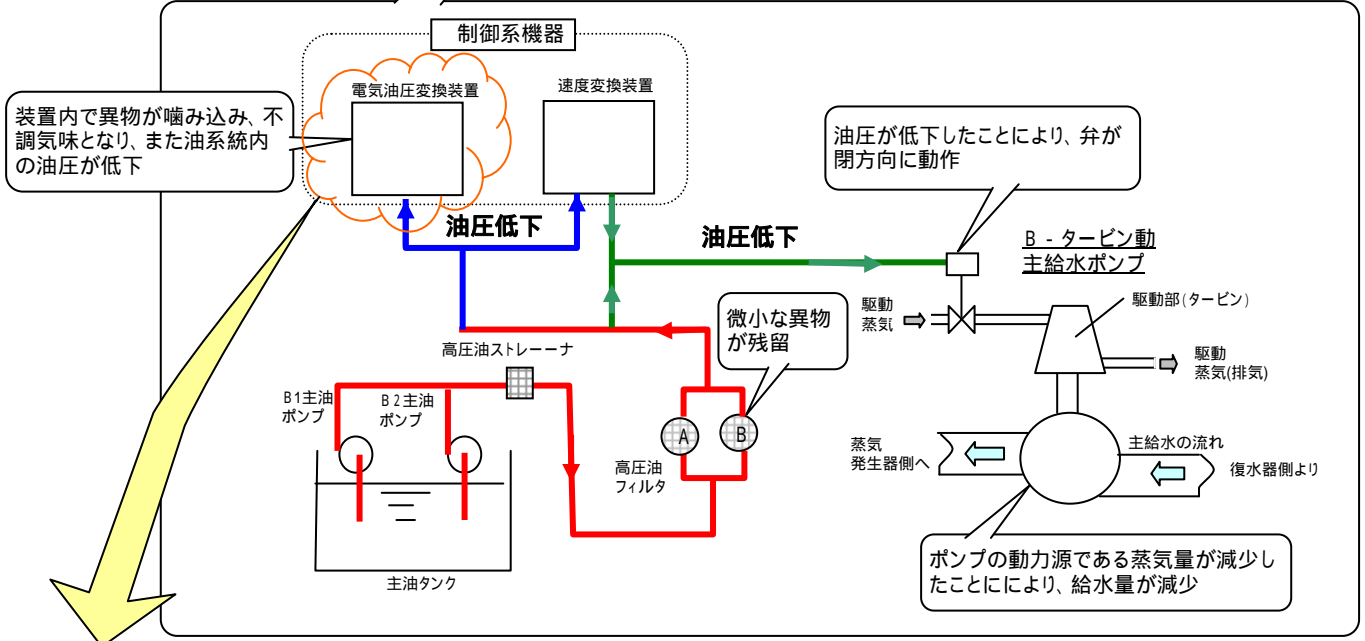 制御系機器
電気油圧変換装置
速度変換装置
装置内で異物が噛み込み、不
調気味となり、また油系統内
の油圧が低下
油圧が低下したことにより、弁が
閉方向に動作
油圧低下
油圧低下
B - タービン動
主給水ポンプ
駆動部(タービン)
微小な異物
が残留
駆動
蒸気
高圧油ストレーナ
駆動
蒸気(排気)
B1主油
ポンプ
B2主油
ポンプ
A
B
高圧油
フィルタ
蒸気
発生器側へ
主給水の流れ
復水器側より
ポンプの動力源である蒸気量が減少し
たことににより、給水量が減少
主油タンク